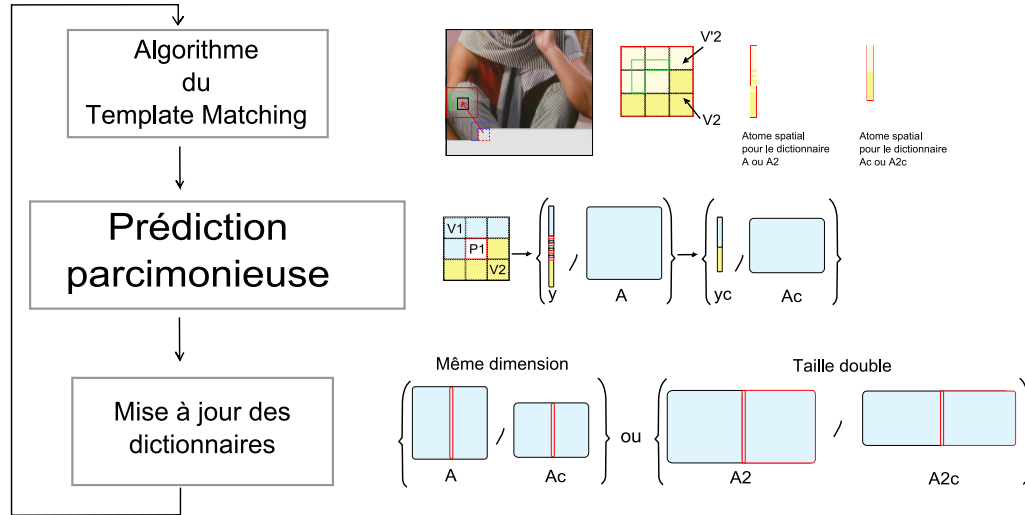 Algorithme
du
Template Matching
V'2
V2
Atome spatial
pour le dictionnaire
A ou A2
Atome spatial
pour le dictionnaire
Ac ou A2c
Prédiction
parcimonieuse
V1
P1
V2
y
,
A
yc
,
Ac
Mise à jour des
dictionnaires
Même dimension
A
,
Ac
ou
Taille double
A2
,
A2c